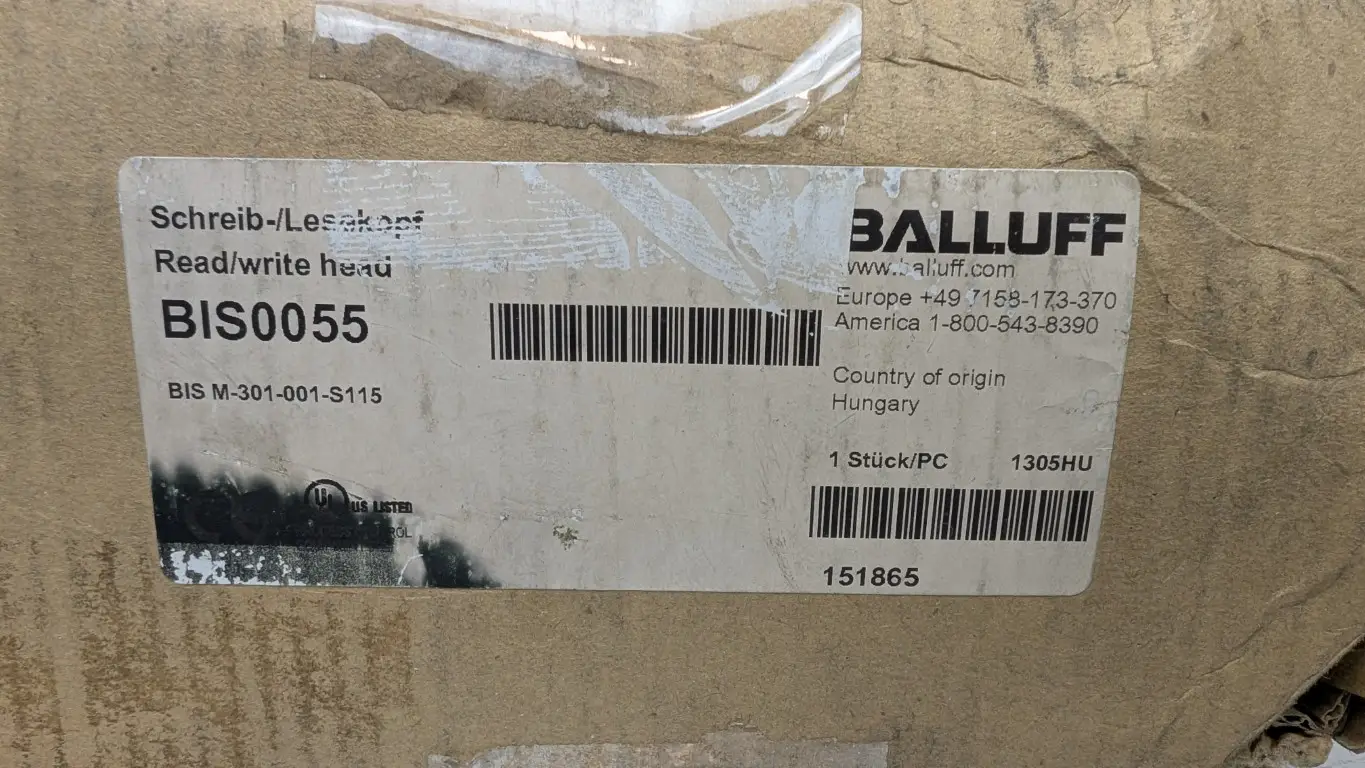 Schreib-/Lesekopf
Read/write head
BIS0055
BIS M-301-001-S115
US LISTED
BALLUFF
www.balluff.com
Europe +49 7158-173-370
America 1-800-543-8390
Country of origin
Hungary
1 Stück/PC 1305HU
151865